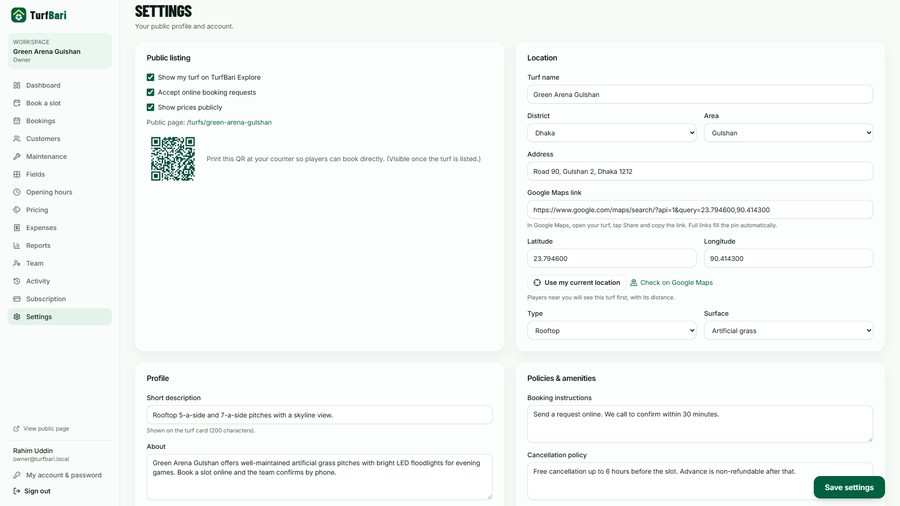 TurfBari
WORKSPACE
Green Arena Gulshan
Owner
Dashboard
Book a slot
Bookings
Customers
Maintenance
Fields
Opening hours
Pricing
Expenses
Reports
Team
Activity
Subscription
Settings
View public page
Rahim Uddin
owner@turfbari.local
My account & password
Sign out
SETTINGS
Your public profile and account.
Public listing
Show my turf on TurfBari Explore
Accept online booking requests
Show prices publicly
Public page: /turfs/green-arena-gulshan
Print this QR at your counter so players can book directly. (Visible once the turf is listed.)
Location
Turf name
Green Arena Gulshan
District Area
Dhaka Gulshan
Address
Road 90, Gulshan 2, Dhaka 1212
Google Maps link
https://www.google.com/maps/search/?api=1&query=23.794600,90.414300
In Google Maps, open your turf, tap Share and copy the link. Full links fill the pin automatically.
Latitude Longitude
23.794600 90.414300
Use my current location Check on Google Maps
Players near you will see this turf first, with its distance.
Type Surface
Rooftop Artificial grass
Profile
Short description
Rooftop 5-a-side and 7-a-side pitches with a skyline view.
Shown on the turf card (200 characters).
About
Green Arena Gulshan offers well-maintained artificial grass pitches with bright LED floodlights for evening
games. Book a slot online and the team confirms by phone.
Policies & amenities
Booking instructions
Send a request online. We call to confirm within 30 minutes.
Cancellation policy
Free cancellation up to 6 hours before the slot. Advance is non-refundable after that.
Save settings